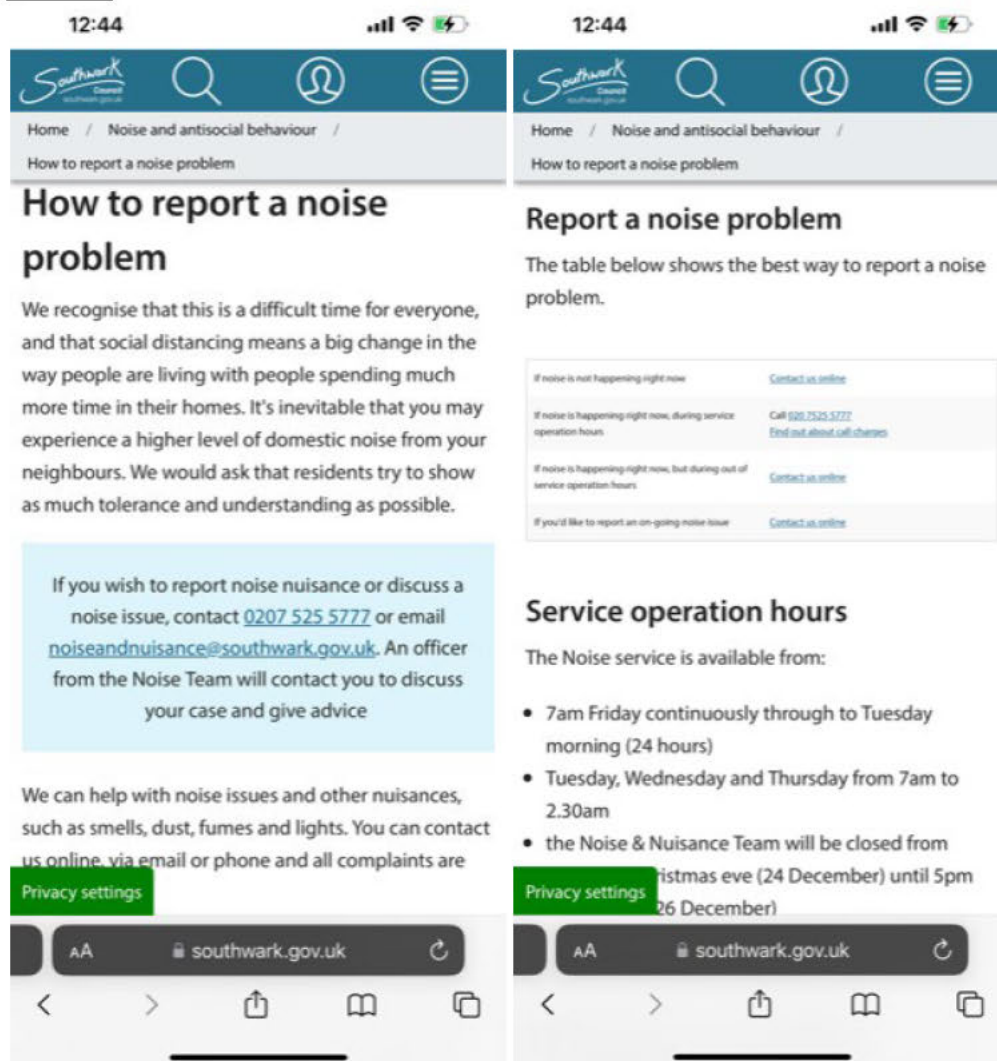 12:44
Southwark
Council
southwark.gov.uk
Home / Noise and antisocial behaviour /
How to report a noise problem
How to report a noise
problem
We recognise that this is a difficult time for everyone,
and that social distancing means a big change in the
way people are living with people spending much
more time in their homes. It's inevitable that you may
experience a higher level of domestic noise from your
neighbours. We would ask that residents try to show
as much tolerance and understanding as possible.
If you wish to report noise nuisance or discuss a
noise issue, contact 0207 525 5777 or email
noiseandnuisance@southwark.gov.uk. An officer
from the Noise Team will contact you to discuss
your case and give advice
We can help with noise issues and other nuisances,
such as smells, dust, fumes and lights. You can contact
us online, via email or phone and all complaints are
Privacy settings
AA southwark.gov.uk
12:44
Southwark
Council
southwark.gov.uk
Home / Noise and antisocial behaviour /
How to report a noise problem
Report a noise problem
The table below shows the best way to report a noise
problem.
If noise is not happening right now Contact us online
If noise is happening right now, during service Call 020 7525 5777
operation hours Find out about call charges
If noise is happening right now, but during out of
service operation hours Contact us online
If you'd like to report an on-going noise issue Contact us online
Service operation hours
The Noise service is available from:
• 7am Friday continuously through to Tuesday
morning (24 hours)
• Tuesday, Wednesday and Thursday from 7am to
2.30am
• the Noise & Nuisance Team will be closed from
istmas eve (24 December) until 5pm
26 December)
Privacy settings
AA southwark.gov.uk